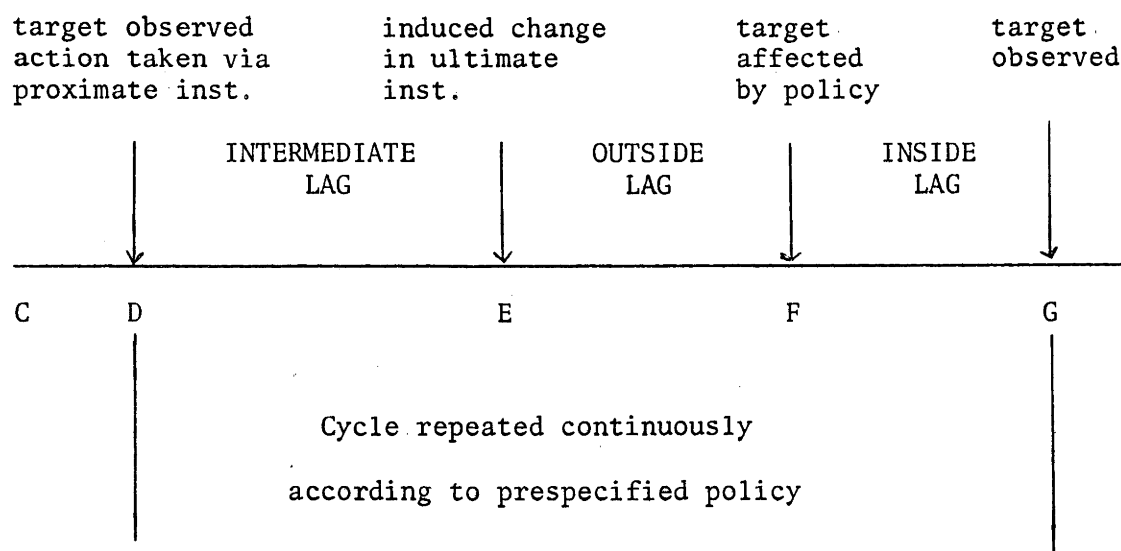 target observed
action taken via
proximate inst.
induced change
in ultimate
inst.
target
affected
by policy
target
observed
INTERMEDIATE
LAG
OUTSIDE
LAG
INSIDE
LAG
C D E F G
Cycle repeated continuously
according to prespecified policy